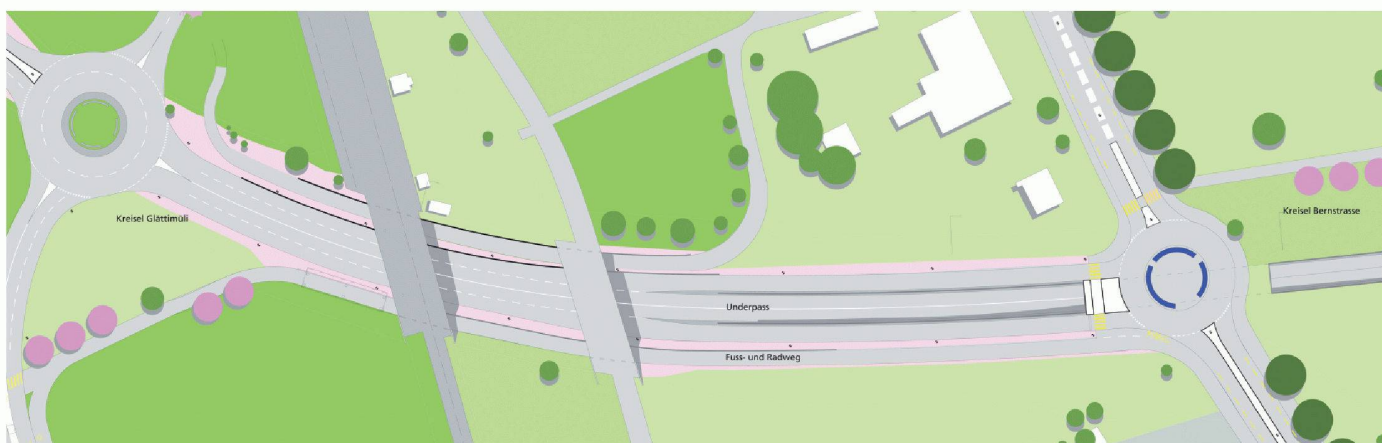 Kreisel Glättimüli
Kreisel Bernstrasse
Underpass
Fuss- und Radweg